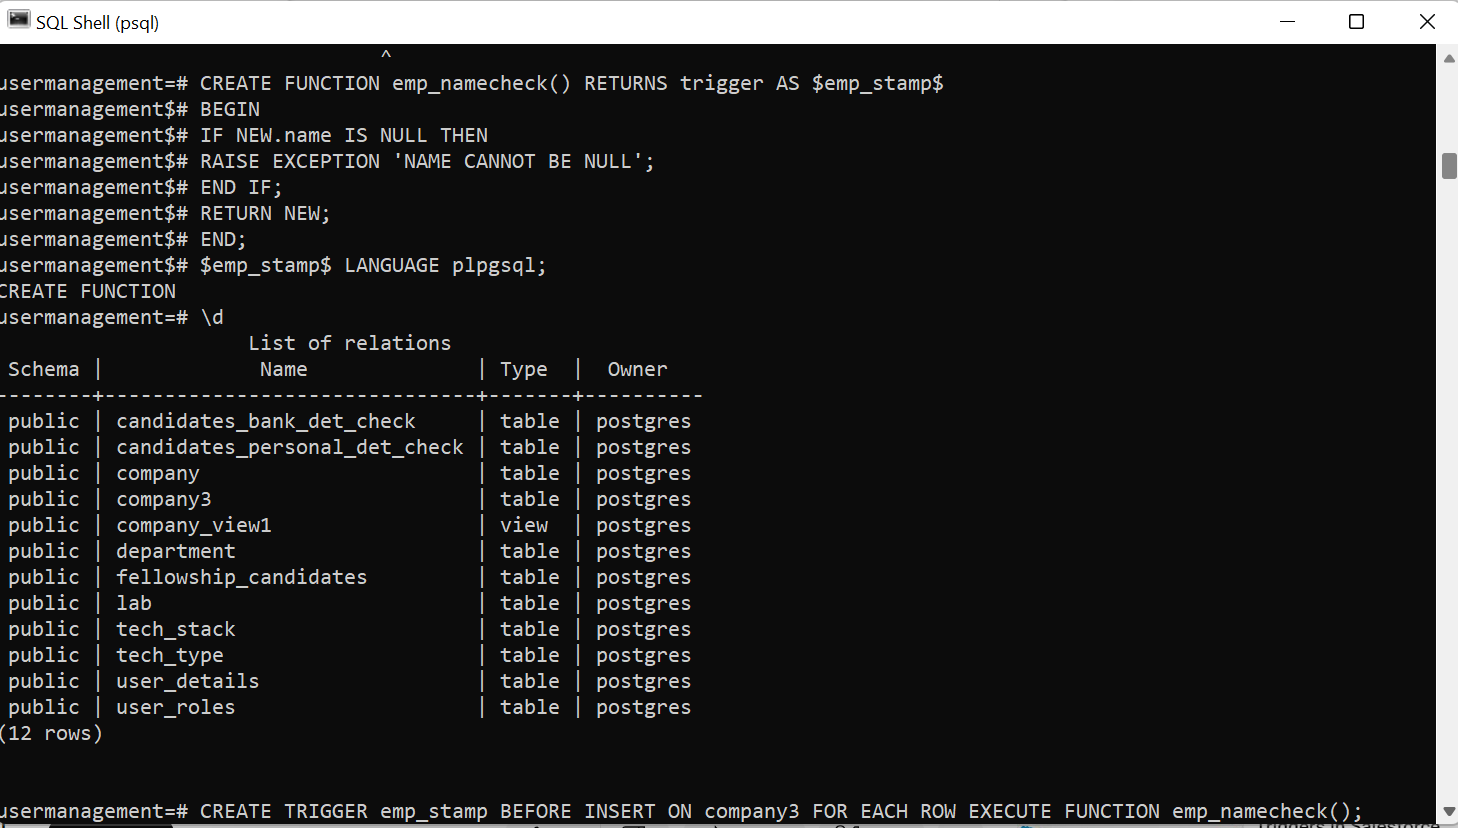 SQL Shell (psql)
^
usermanagement=# CREATE FUNCTION emp_namecheck() RETURNS trigger AS $emp_stamp$
usermanagement$# BEGIN
usermanagement$# IF NEW.name IS NULL THEN
usermanagement$# RAISE EXCEPTION 'NAME CANNOT BE NULL';
usermanagement$# END IF;
usermanagement$# RETURN NEW;
usermanagement$# END;
usermanagement$# $emp_stamp$ LANGUAGE plpgsql;
CREATE FUNCTION
usermanagement=# \d
List of relations
Schema | Name | Type | Owner
--------+-------------------------------+-------+----------
public | candidates_bank_det_check | table | postgres
public | candidates_personal_det_check | table | postgres
public | company | table | postgres
public | company3 | table | postgres
public | company_view1 | view | postgres
public | department | table | postgres
public | fellowship_candidates | table | postgres
public | lab | table | postgres
public | tech_stack | table | postgres
public | tech_type | table | postgres
public | user_details | table | postgres
public | user_roles | table | postgres
(12 rows)
usermanagement=# CREATE TRIGGER emp_stamp BEFORE INSERT ON company3 FOR EACH ROW EXECUTE FUNCTION emp_namecheck();